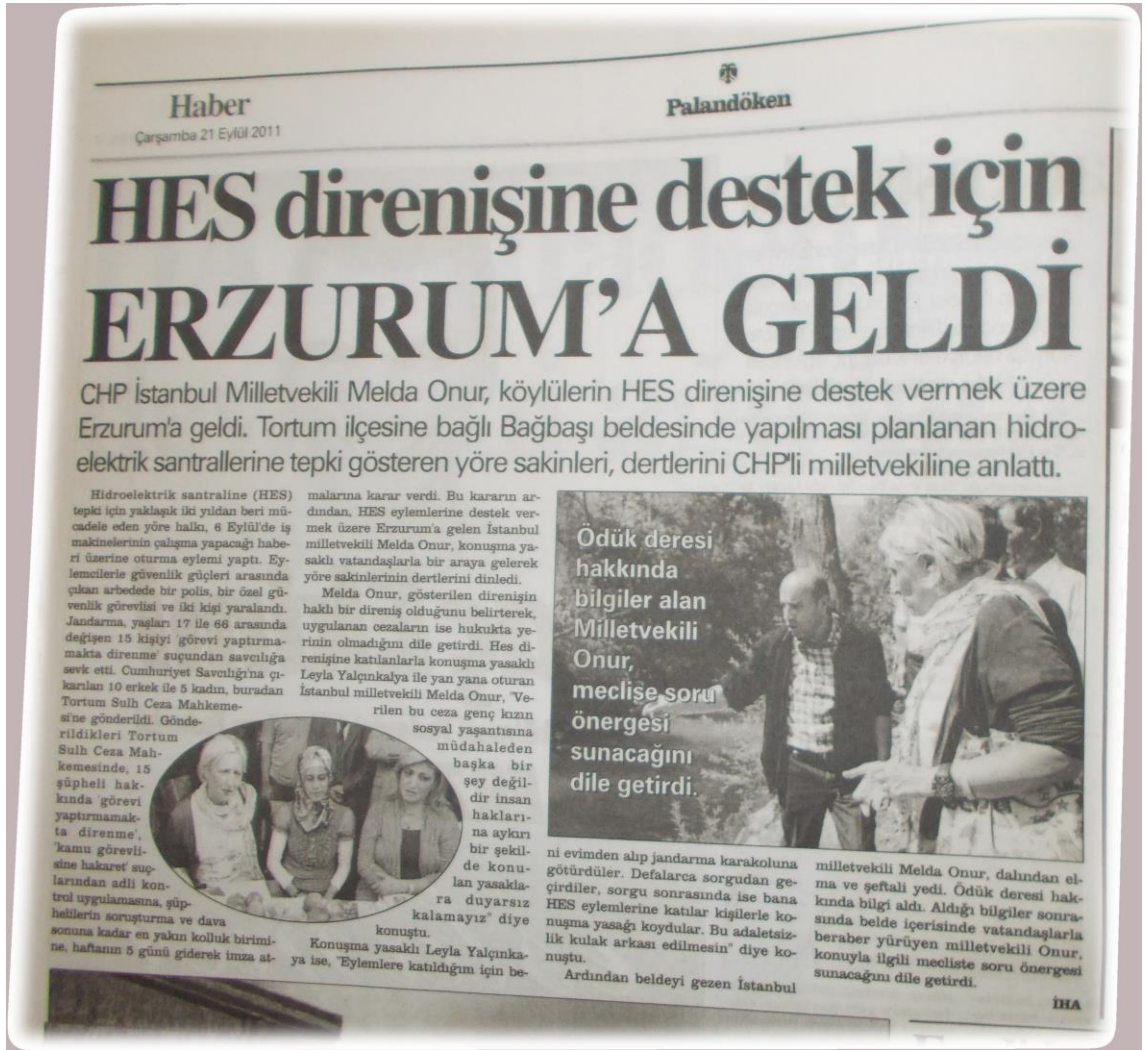 Haber
Çarşamba 21 Eylül 2011
Palandöken
HES direnişine destek için
ERZURUM'A GELDİ
CHP İstanbul Milletvekili Melda Onur, köylülerin HES direnişine destek vermek üzere
Erzurum'a geldi. Tortum ilçesine bağlı Bağbaşı beldesinde yapılması planlanan hidro-
elektrik santrallerine tepki gösteren yöre sakinleri, dertlerini CHP'li milletvekiline anlattı.
Hidroelektrik santraline (HES)
tepki için yaklaşık iki yıldan beri mü-
cadele eden yöre halkı, 6 Eylül'de iş
makinelerinin çalışma yapacağı habe-
ri üzerine oturma eylemi yaptı. Ey-
lemcilerle güvenlik güçleri arasında
çıkan arbedede bir polis, bir özel gü-
venlik görevlisi ve iki kişi yaralandı.
Jandarma, yaşları 17 ile 66 arasında
değişen 15 kişiyi 'görevi yaptırma-
makta direnme' suçundan savcılığa
sevk etti. Cumhuriyet Savcılığı'na çı-
karılan 10 erkek ile 5 kadın, buradan
Tortum Sulh Ceza Mahkeme-
si'ne gönderildi. Gönde-
rildikleri Tortum
Sulh Ceza Mah-
kemesinde, 15
şüpheli hak-
kında 'görevi
yaptırmamak-
ta direnme',
'kamu görevli-
sine hakaret' suç-
larından adli kon-
trol uygulamasına, şüp-
helilerin soruşturma ve dava
sonuna kadar en yakın kolluk birimi-
ne, haftanın 5 günü giderek imza at-
malarına karar verdi. Bu kararın ar-
dından, HES eylemlerine destek ver-
mek üzere Erzurum'a gelen İstanbul
milletvekili Melda Onur, konuşma ya-
saklı vatandaşlarla bir araya gelerek
yöre sakinlerinin dertlerini dinledi.
Melda Onur, gösterilen direnişin
haklı bir direniş olduğunu belirterek,
uygulanan cezaların ise hukukta ye-
rinin olmadığını dile getirdi. Hes di-
renişine katılanlarla konuşma yasaklı
Leyla Yalçınkalya ile yan yana oturan
İstanbul milletvekili Melda Onur, "Ve-
rilen bu ceza genç kızın
sosyal yaşantısına
müdahaleden
başka bir
şey değil-
dir insan
hakları-
na aykırı
bir şekil-
de konu-
lan yasakla-
ra duyarsız
kalamayız" diye
konuştu.
Konuşma yasaklı Leyla Yalçınka-
ya ise, "Eylemlere katıldığım için be-
Ödük deresi
hakkında
bilgiler alan
Milletvekili
Onur,
meclise soru
önergesi
sunacağını
dile getirdi.
ni evimden alıp jandarma karakoluna
götürdüler. Defalarca sorgudan ge-
çirdiler, sorgu sonrasında ise bana
HES eylemlerine katılar kişilerle ko-
nuşma yasağı koydular. Bu adaletsiz-
lik kulak arkası edilmesin" diye ko-
nuştu.
Ardından beldeyi gezen İstanbul
milletvekili Melda Onur, dalından el-
ma ve şeftali yedi. Ödük deresi hak-
kında bilgi aldı. Aldığı bilgiler sonra-
sında belde içerisinde vatandaşlarla
beraber yürüyen milletvekili Onur,
konuyla ilgili mecliste soru önergesi
sunacağını dile getirdi.
İHA